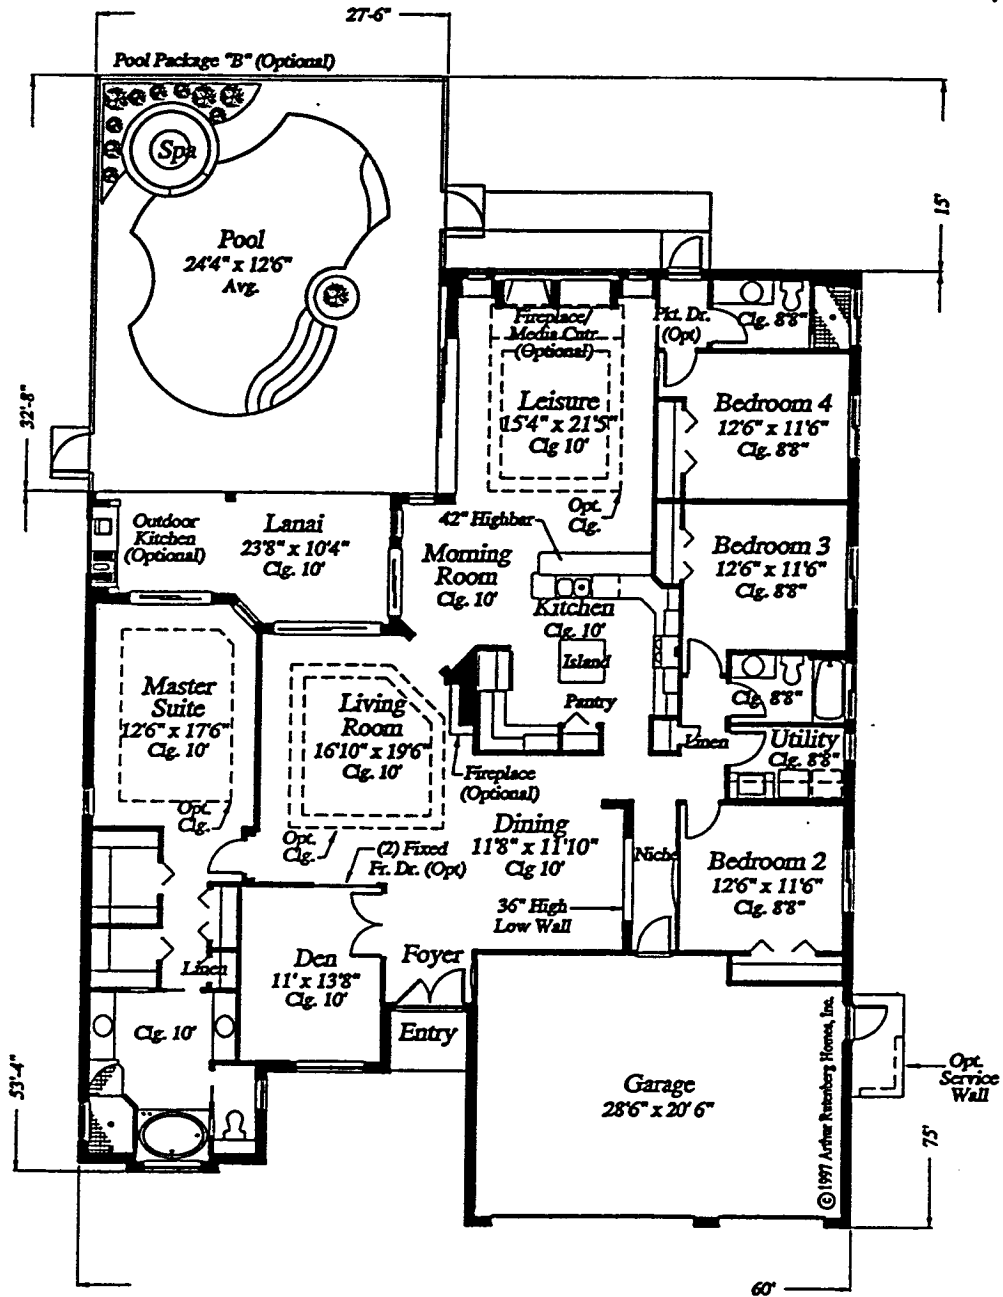 27'-6"
Pool Package "B" (Optional)
Spa
Pool
24'4" x 12'6"
Avg.
15'
32'-8"
Fireplace/
Media Cntr.
(Optional)
Pkt. Dr.
(Opt)
Clg. 8'8"
Leisure
15'4" x 21'5"
Clg 10'
Bedroom 4
12'6" x 11'6"
Clg. 8'8"
Opt.
Clg.
42" Highbar
Outdoor
Kitchen
(Optional)
Lanai
23'8" x 10'4"
Clg. 10'
Morning
Room
Clg. 10'
Bedroom 3
12'6" x 11'6"
Clg. 8'8"
Kitchen
Clg. 10'
Island
Pantry
Clg. 8'8"
Master
Suite
12'6" x 17'6"
Clg. 10'
Opt.
Clg.
Living
Room
16'10" x 19'6"
Clg. 10'
Opt.
Clg.
Fireplace
(Optional)
Linen
Utility
Clg. 8'8"
(2) Fixed
Fr. Dr. (Opt)
Dining
11'8" x 11'10"
Clg 10'
Niche
Bedroom 2
12'6" x 11'6"
Clg. 8'8"
36" High
Low Wall
Linen
Den
11' x 13'8"
Clg. 10'
Foyer
Clg. 10'
Entry
Garage
28'6" x 20' 6"
©1997 Arthur Rutenberg Homes, Inc.
Opt.
Service
Wall
53'-4"
75'
60'